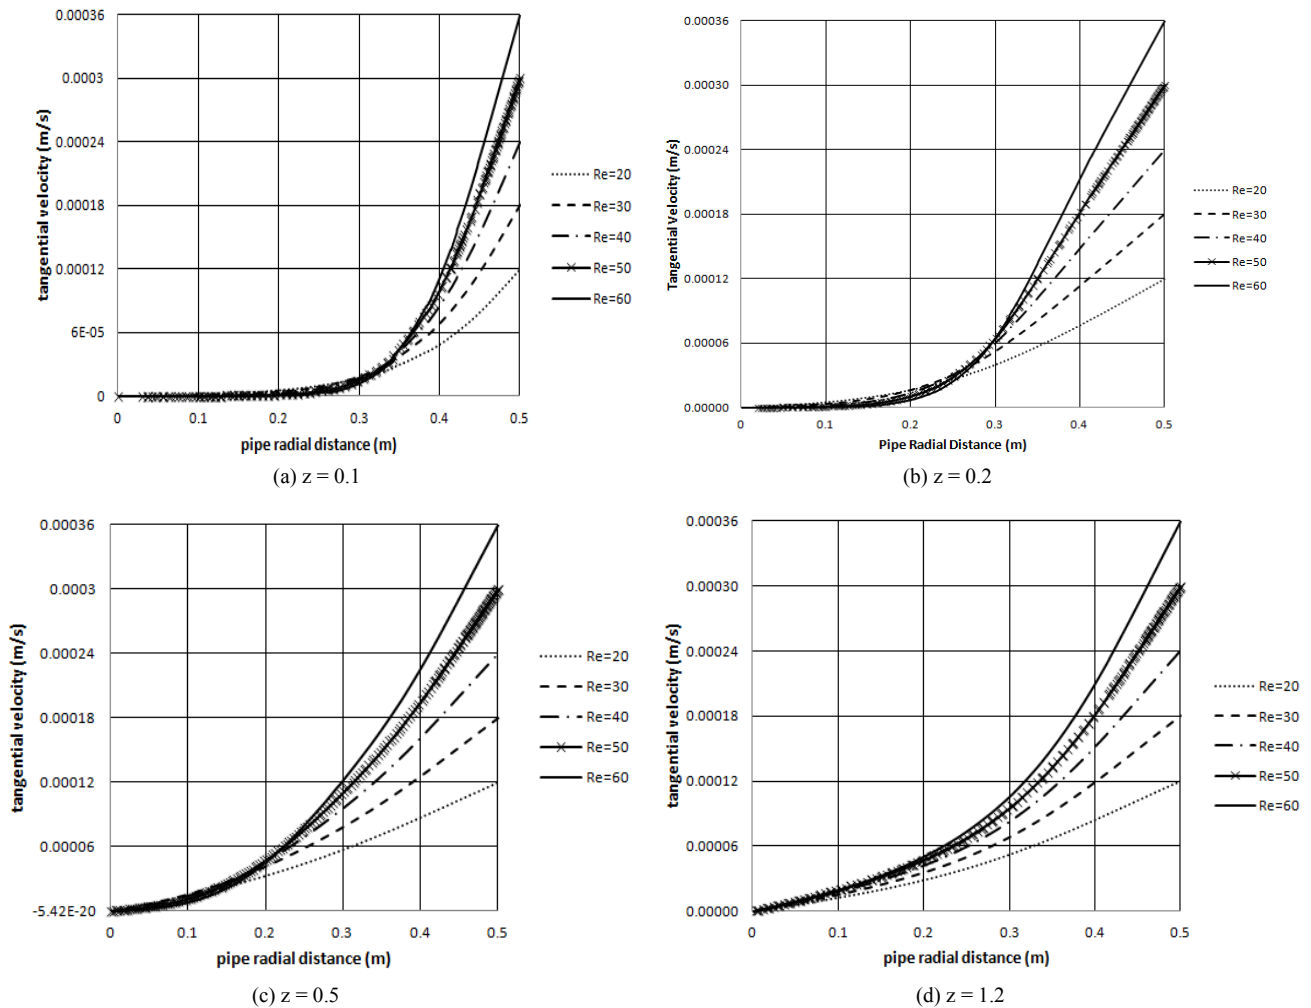 0.00036
0.0003
0.00024
0.00018
0.00012
6E-05
0
tangential velocity (m/s)
0 0.1 0.2 0.3 0.4 0.5
pipe radial distance (m)
Re=20
Re=30
Re=40
Re=50
Re=60
(a) z = 0.1
0.00036
0.00030
0.00024
0.00018
0.00012
0.00006
0.00000
Tangential Velocity (m/s)
0 0.1 0.2 0.3 0.4 0.5
Pipe Radial Distance (m)
Re=20
Re=30
Re=40
Re=50
Re=60
(b) z = 0.2
0.00036
0.0003
0.00024
0.00018
0.00012
0.00006
-5.42E-20
tangential velocity (m/s)
0 0.1 0.2 0.3 0.4 0.5
pipe radial distance (m)
Re=20
Re=30
Re=40
Re=50
Re=60
(c) z = 0.5
0.00036
0.00030
0.00024
0.00018
0.00012
0.00006
0.00000
tangential velocity (m/s)
0 0.1 0.2 0.3 0.4 0.5
pipe radial distance (m)
Re=20
Re=30
Re=40
Re=50
Re=60
(d) z = 1.2